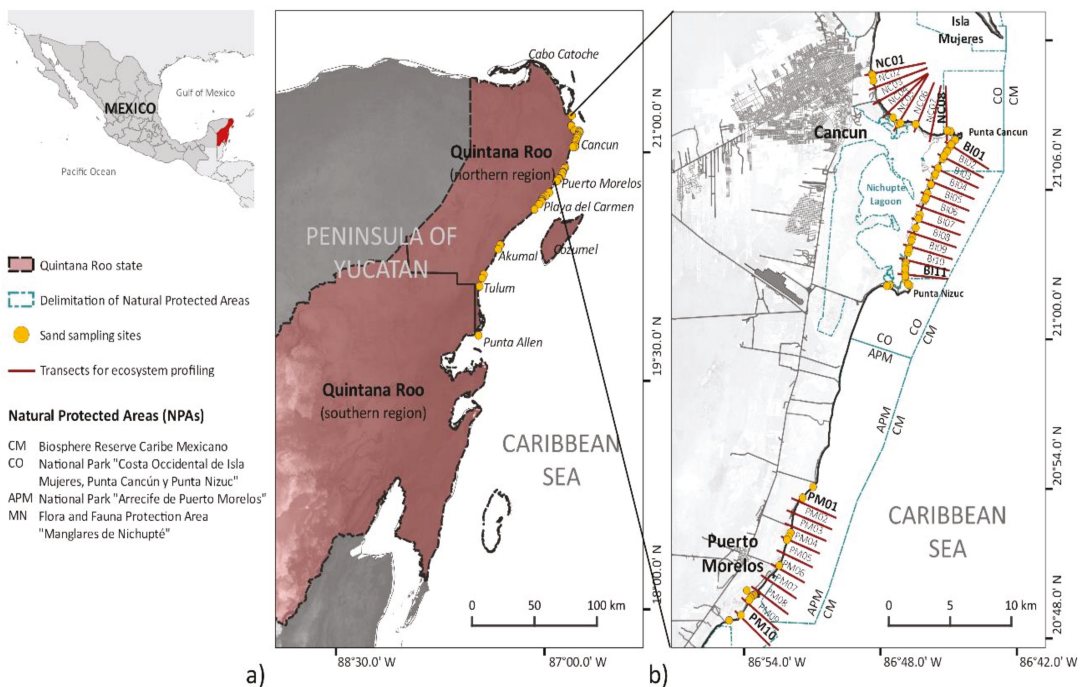 MEXICO
Gulf of Mexico
Pacific Ocean
Quintana Roo state
Delimitation of Natural Protected Areas
Sand sampling sites
Transects for ecosystem profiling
Natural Protected Areas (NPAs)
CM Biosphere Reserve Caribe Mexicano
CO National Park "Costa Occidental de Isla
Mujeres, Punta Cancún y Punta Nizuc"
APM National Park "Arrecife de Puerto Morelos"
MN Flora and Fauna Protection Area
"Manglares de Nichupté"
a)
Cabo Catoche
Cancun
Quintana Roo
(northern region)
Puerto Morelos
Playa del Carmen
PENINSULA OF
YUCATAN
Cozumel
Akumal
Tulum
Punta Allen
Quintana Roo
(southern region)
CARIBBEAN
SEA
0 50 100 km
88°30.0' W
87°00.0' W
21°00.0' N
19°30.0' N
18°00.0' N
b)
Isla
Mujeres
NC01
NC02
NC03
NC04
NC06
NC07
NC08
CO
CM
Cancun
Punta Cancun
BI01
BI02
BI03
BI04
BI05
BI06
BI07
BI08
BI09
BI10
BI11
Nichupte
Lagoon
Punta Nizuc
CO
CM
CO
APM
APM
CM
PM01
PM02
PM03
PM04
PM05
PM06
PM07
PM08
PM09
PM10
Puerto
Morelos
APM
CM
CARIBBEAN
SEA
0 5 10 km
86°54.0' W
86°48.0' W
86°42.0' W
21°06.0' N
21°00.0' N
20°54.0' N
20°48.0' N